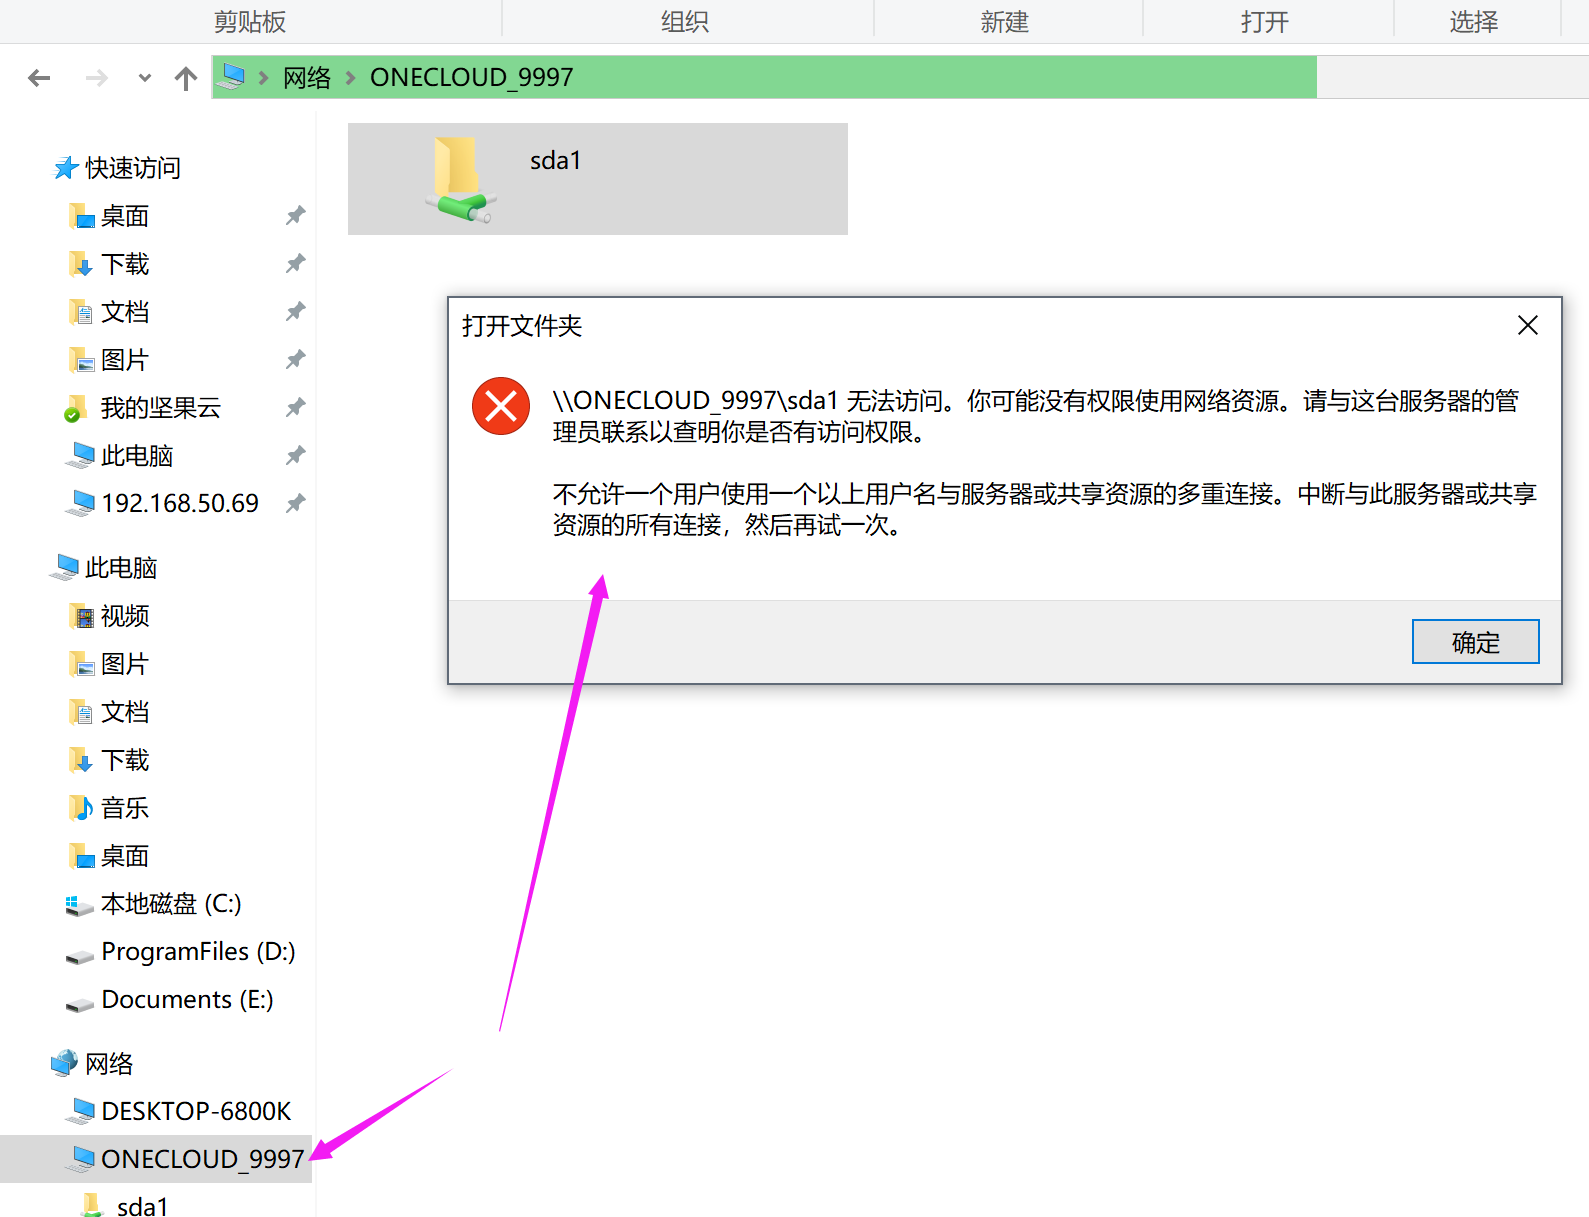 剪贴板 组织 新建 打开 选择
网络 ONECLOUD_9997
快速访问
桌面
下载
文档
图片
我的坚果云
此电脑
192.168.50.69
此电脑
视频
图片
文档
下载
音乐
桌面
本地磁盘 (C:)
ProgramFiles (D:)
Documents (E:)
网络
DESKTOP-6800K
ONECLOUD_9997
sda1
sda1
打开文件夹
\\ONECLOUD_9997\sda1 无法访问。你可能没有权限使用网络资源。请与这台服务器的管
理员联系以查明你是否有访问权限。
不允许一个用户使用一个以上用户名与服务器或共享资源的多重连接。中断与此服务器或共享
资源的所有连接，然后再试一次。
确定